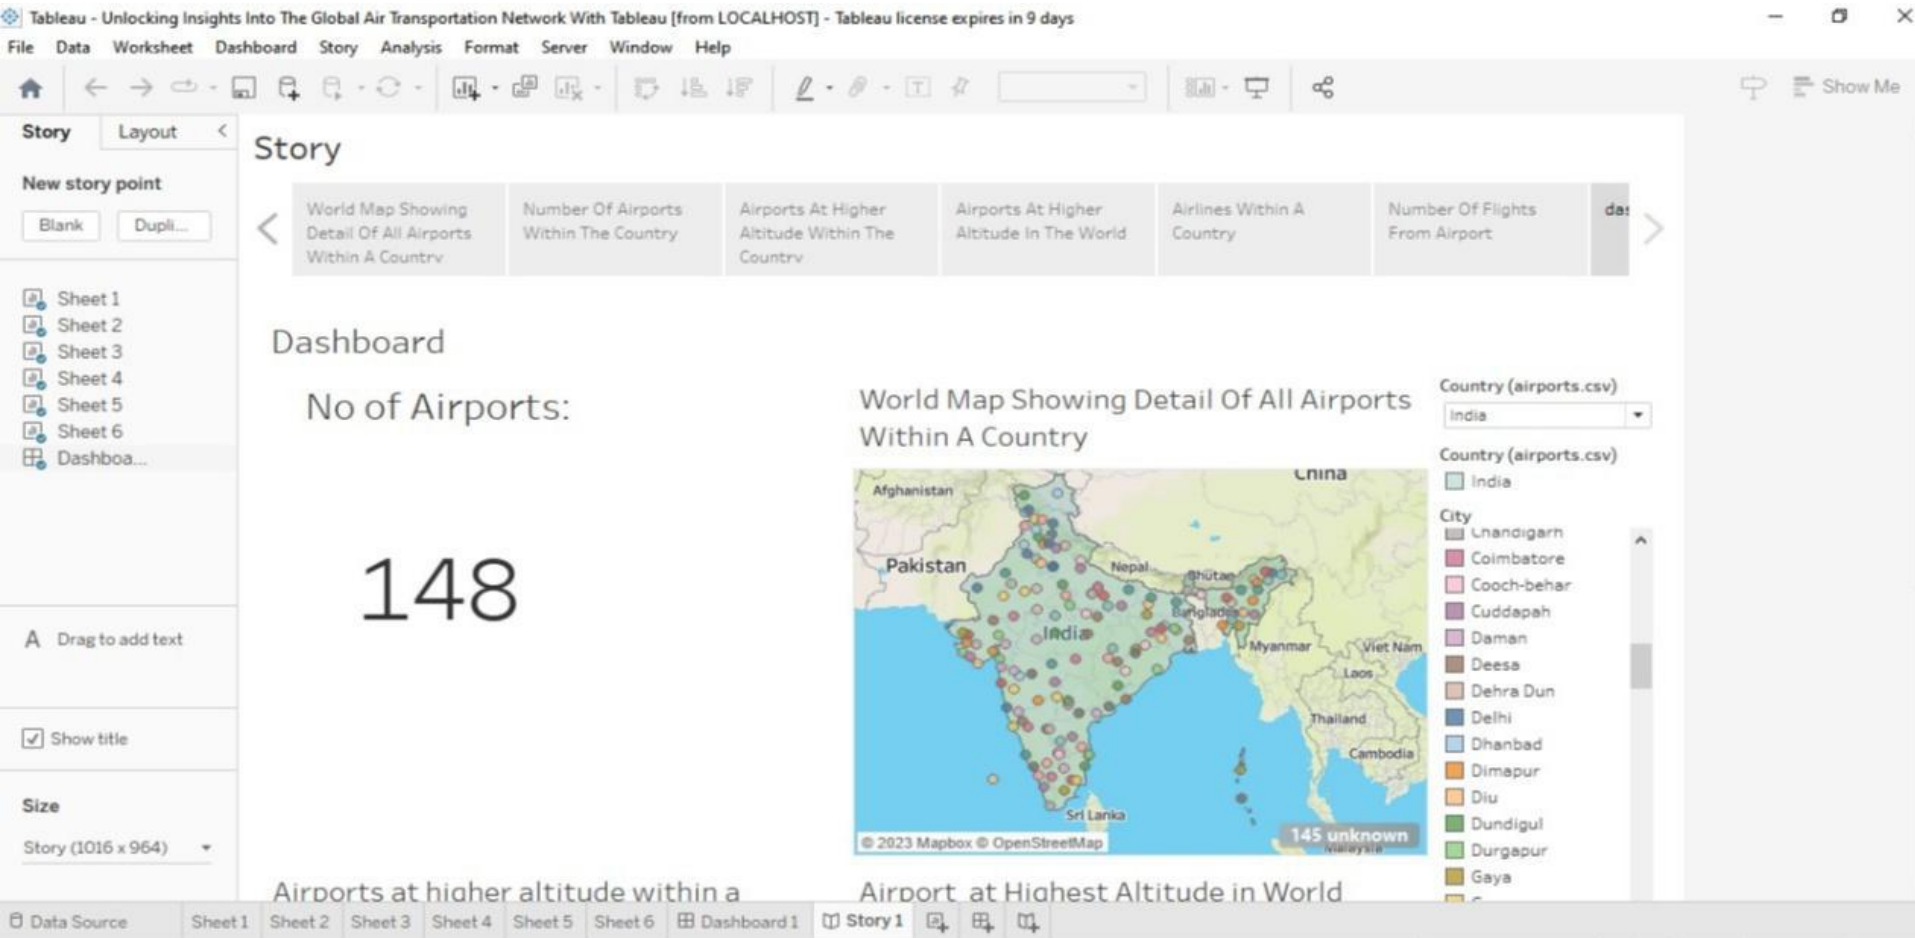 Tableau - Unlocking Insights Into The Global Air Transportation Network With Tableau [from LOCALHOST] - Tableau license expires in 9 days
File Data Worksheet Dashboard Story Analysis Format Server Window Help
Show Me
Story Layout
New story point
Blank Dupli...
Sheet 1
Sheet 2
Sheet 3
Sheet 4
Sheet 5
Sheet 6
Dashboa...
A Drag to add text
Show title
Size
Story (1016 x 964)
Story
World Map Showing
Detail Of All Airports
Within A Country
Number Of Airports
Within The Country
Airports At Higher
Altitude Within The
Country
Airports At Higher
Altitude In The World
Airlines Within A
Country
Number Of Flights
From Airport
das
Dashboard
No of Airports:
148
World Map Showing Detail Of All Airports
Within A Country
China
Afghanistan
Pakistan
Nepal
Bhutan
Bangladesh
India
Myanmar
Viet Nam
Laos
Thailand
Cambodia
Sri Lanka
145 unknown
Malaysia
© 2023 Mapbox © OpenStreetMap
Country (airports.csv)
India
Country (airports.csv)
India
City
Chandigarh
Coimbatore
Cooch-behar
Cuddapah
Daman
Deesa
Dehra Dun
Delhi
Dhanbad
Dimapur
Diu
Dundigul
Durgapur
Gaya
Airports at higher altitude within a
Airport at Highest Altitude in World
Data Source Sheet 1 Sheet 2 Sheet 3 Sheet 4 Sheet 5 Sheet 6 Dashboard 1 Story 1